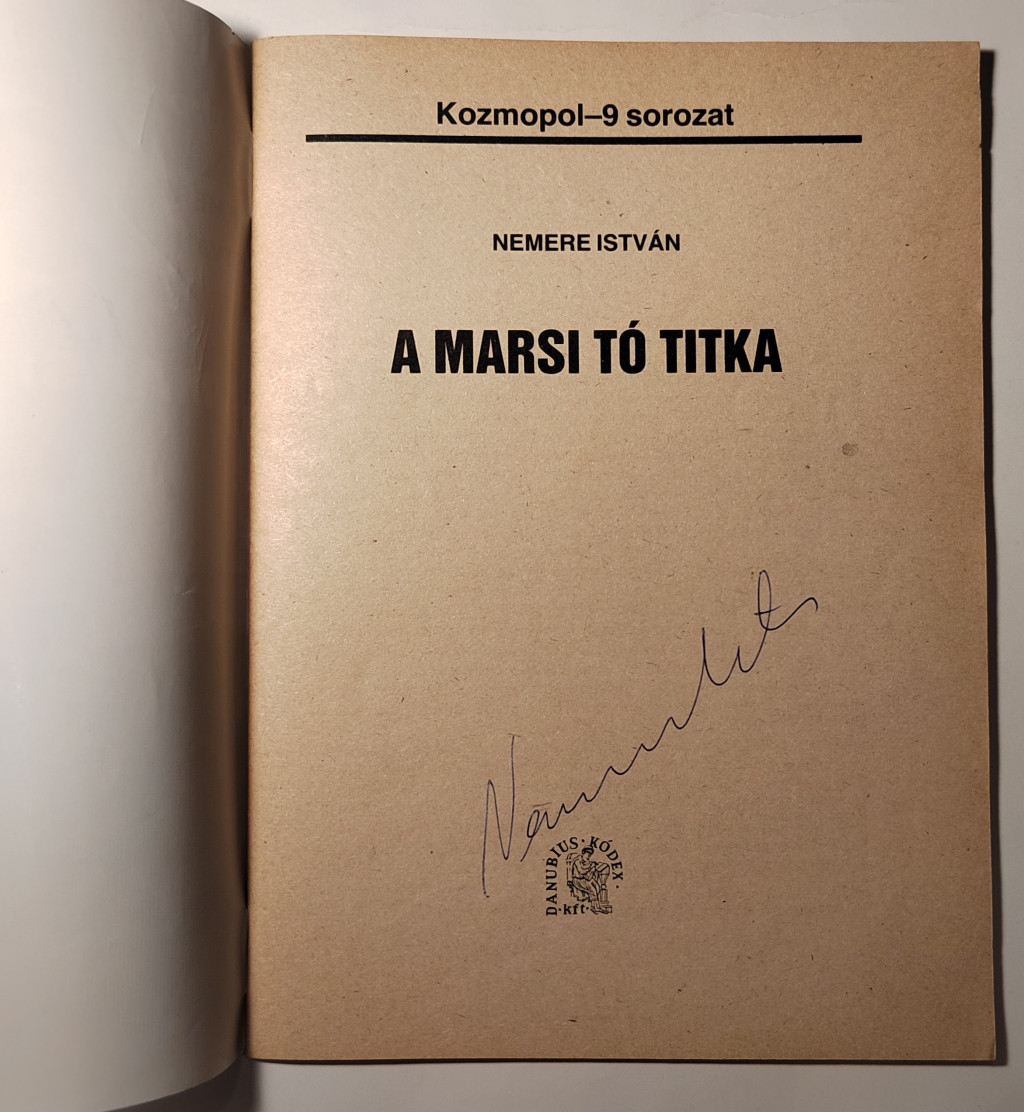 Kozmopol–9 sorozat
NEMERE ISTVÁN
A MARSI TÓ TITKA
DANUBIUS · KÓDEX ·
· kft ·